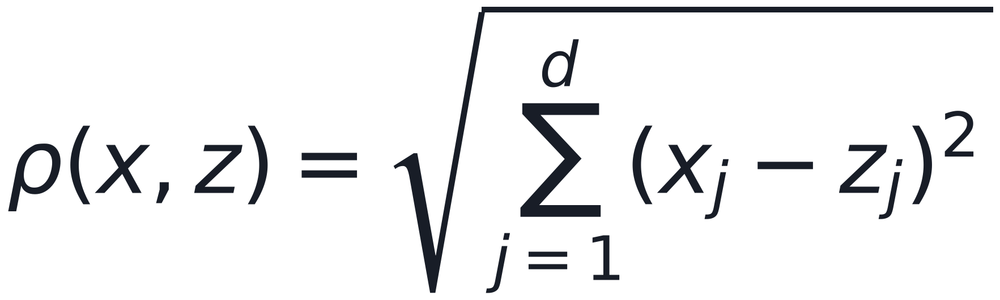 ρ(x, z) = √∑_{j=1}^{d} (x_j − z_j)^2